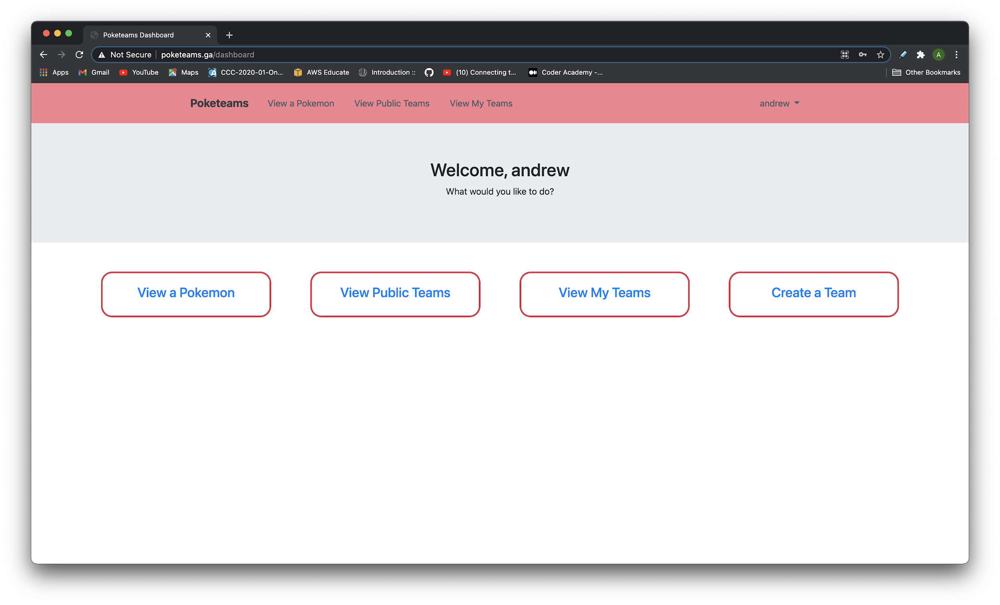 Poketeams Dashboard
Not Secure poketeams.ga/dashboard
A
Apps Gmail YouTube Maps CCC-2020-01-On... AWS Educate Introduction :: (10) Connecting t... Coder Academy -... Other Bookmarks
Poketeams View a Pokemon View Public Teams View My Teams andrew
Welcome, andrew
What would you like to do?
View a Pokemon View Public Teams View My Teams Create a Team